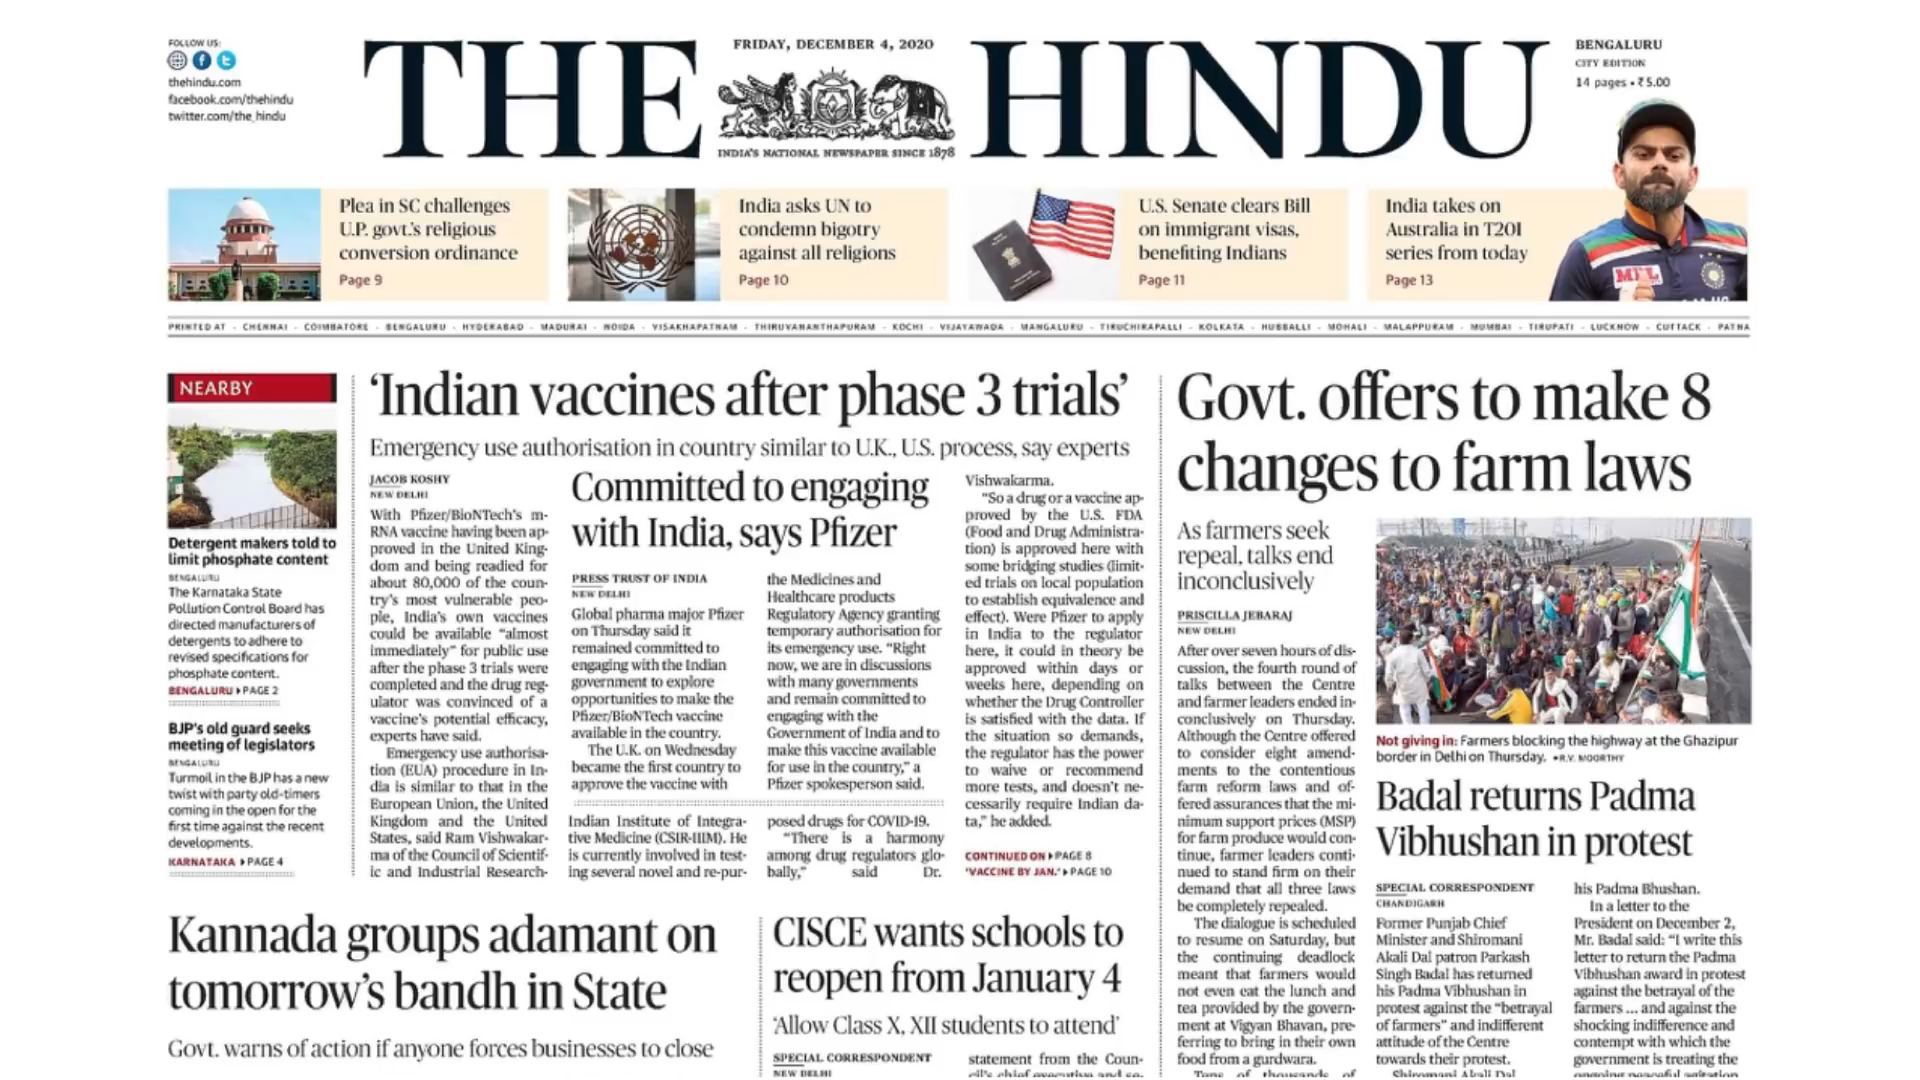 FOLLOW US:
thehindu.com
facebook.com/thehindu
twitter.com/the_hindu
FRIDAY, DECEMBER 4, 2020
THE HINDU
INDIA'S NATIONAL NEWSPAPER SINCE 1878
BENGALURU
CITY EDITION
14 pages • ₹5.00
Plea in SC challenges
U.P. govt.'s religious
conversion ordinance
Page 9
India asks UN to
condemn bigotry
against all religions
Page 10
U.S. Senate clears Bill
on immigrant visas,
benefiting Indians
Page 11
India takes on
Australia in T20I
series from today
Page 13
MPL
PRINTED AT - CHENNAI - COIMBATORE - BENGALURU - HYDERABAD - MADURAI - NOIDA - VISAKHAPATNAM - THIRUVANANTHAPURAM - KOCHI - VIJAYAWADA - MANGALURU - TIRUCHIRAPALLI - KOLKATA - HUBBALLI - MOHALI - MALAPPURAM - MUMBAI - TIRUPATI - LUCKNOW - CUTTACK - PATNA
NEARBY
Detergent makers told to
limit phosphate content
BENGALURU
The Karnataka State
Pollution Control Board has
directed manufacturers of
detergents to adhere to
revised specifications for
phosphate content.
BENGALURU PAGE 2
BJP's old guard seeks
meeting of legislators
BENGALURU
Turmoil in the BJP has a new
twist with party old-timers
coming in the open for the
first time against the recent
developments.
KARNATAKA PAGE 4
'Indian vaccines after phase 3 trials'
Emergency use authorisation in country similar to U.K., U.S. process, say experts
JACOB KOSHY
NEW DELHI
With Pfizer/BioNTech's m-
RNA vaccine having been ap-
proved in the United King-
dom and being readied for
about 80,000 of the coun-
try's most vulnerable peo-
ple, India's own vaccines
could be available "almost
immediately" for public use
after the phase 3 trials were
completed and the drug reg-
ulator was convinced of a
vaccine's potential efficacy,
experts have said.
Emergency use authorisa-
tion (EUA) procedure in In-
dia is similar to that in the
European Union, the United
Kingdom and the United
States, said Ram Vishwakar-
ma of the Council of Scientif-
ic and Industrial Research-
Indian Institute of Integra-
tive Medicine (CSIR-IIIM). He
is currently involved in test-
ing several novel and re-pur-
posed drugs for COVID-19.
"There is a harmony
among drug regulators glo-
bally," said Dr.
Vishwakarma.
"So a drug or a vaccine ap-
proved by the U.S. FDA
(Food and Drug Administra-
tion) is approved here with
some bridging studies (limit-
ed trials on local population
to establish equivalence and
effect). Were Pfizer to apply
in India to the regulator
here, it could in theory be
approved within days or
weeks here, depending on
whether the Drug Controller
is satisfied with the data. If
the situation so demands,
the regulator has the power
to waive or recommend
more tests, and doesn't ne-
cessarily require Indian da-
ta," he added.
CONTINUED ON PAGE 8
'VACCINE BY JAN.' PAGE 10
Committed to engaging
with India, says Pfizer
PRESS TRUST OF INDIA
NEW DELHI
Global pharma major Pfizer
on Thursday said it
remained committed to
engaging with the Indian
government to explore
opportunities to make the
Pfizer/BioNTech vaccine
available in the country.
The U.K. on Wednesday
became the first country to
approve the vaccine with
the Medicines and
Healthcare products
Regulatory Agency granting
temporary authorisation for
its emergency use. "Right
now, we are in discussions
with many governments
and remain committed to
engaging with the
Government of India and to
make this vaccine available
for use in the country," a
Pfizer spokesperson said.
Govt. offers to make 8
changes to farm laws
As farmers seek
repeal, talks end
inconclusively
PRISCILLA JEBARAJ
NEW DELHI
After over seven hours of dis-
cussion, the fourth round of
talks between the Centre
and farmer leaders ended in-
conclusively on Thursday.
Although the Centre offered
to consider eight amend-
ments to the contentious
farm reform laws and of-
fered assurances that the mi-
nimum support prices (MSP)
for farm produce would con-
tinue, farmer leaders conti-
nued to stand firm on their
demand that all three laws
be completely repealed.
The dialogue is scheduled
to resume on Saturday, but
the continuing deadlock
meant that farmers would
not even eat the lunch and
tea provided by the govern-
ment at Vigyan Bhavan, pre-
ferring to bring in their own
food from a gurdwara.
Tens of thousands of
Not giving in: Farmers blocking the highway at the Ghazipur
border in Delhi on Thursday. •R.V. MOORTHY
Badal returns Padma
Vibhushan in protest
SPECIAL CORRESPONDENT
CHANDIGARH
Former Punjab Chief
Minister and Shiromani
Akali Dal patron Parkash
Singh Badal has returned
his Padma Vibhushan in
protest against the "betrayal
of farmers" and indifferent
attitude of the Centre
towards their protest.
Shiromani Akali Dal
his Padma Bhushan.
In a letter to the
President on December 2,
Mr. Badal said: "I write this
letter to return the Padma
Vibhushan award in protest
against the betrayal of the
farmers ... and against the
shocking indifference and
contempt with which the
government is treating the
ongoing peaceful agitation
Kannada groups adamant on
tomorrow's bandh in State
Govt. warns of action if anyone forces businesses to close
CISCE wants schools to
reopen from January 4
'Allow Class X, XII students to attend'
SPECIAL CORRESPONDENT
NEW DELHI
statement from the Coun-
cil's chief executive and se-